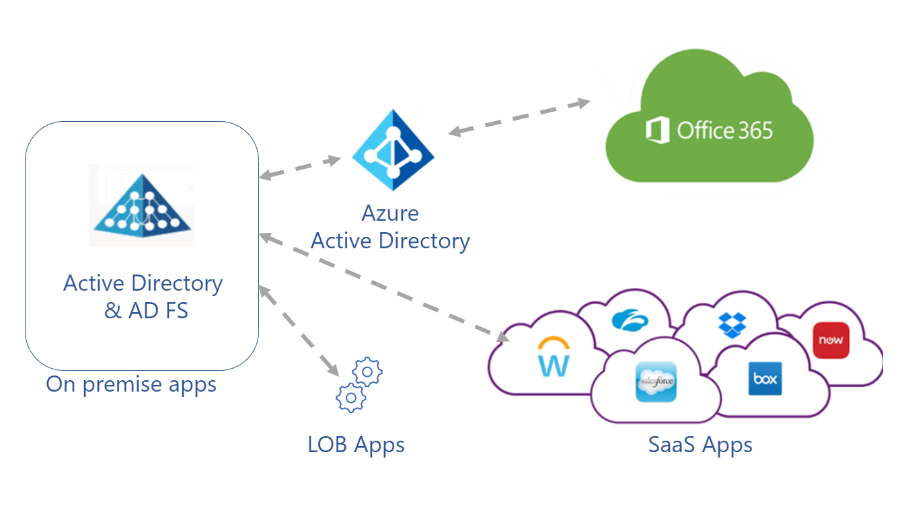 Office 365
Azure
Active Directory
Active Directory
& AD FS
On premise apps
W
salesforce
box
now
LOB Apps
SaaS Apps